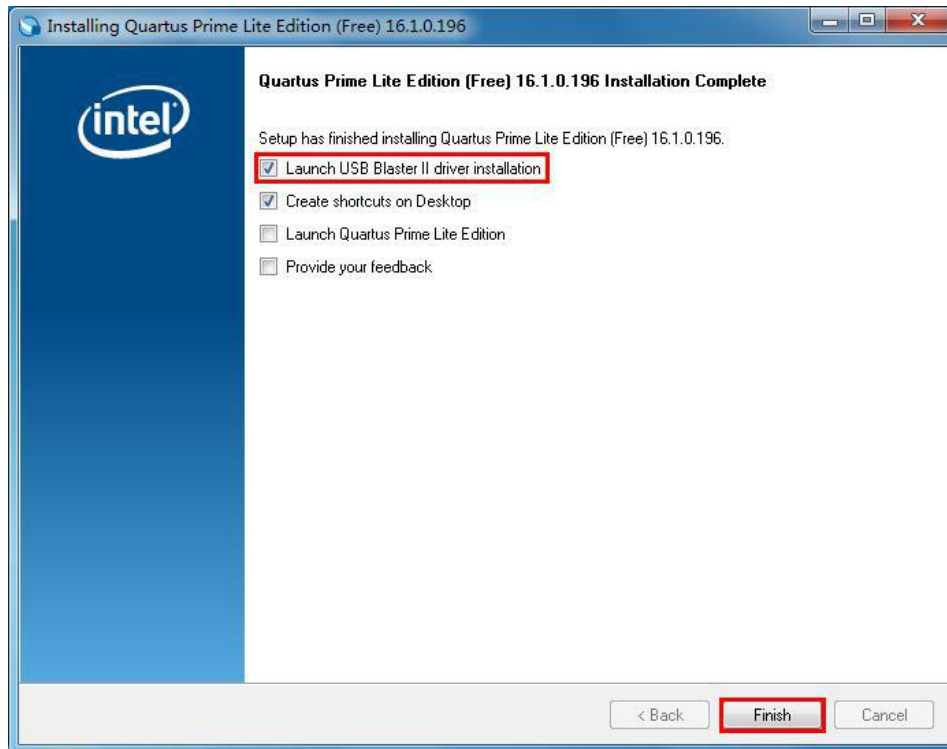 Installing Quartus Prime Lite Edition (Free) 16.1.0.196
intel
Quartus Prime Lite Edition (Free) 16.1.0.196 Installation Complete
Setup has finished installing Quartus Prime Lite Edition (Free) 16.1.0.196.
Launch USB Blaster II driver installation
Create shortcuts on Desktop
Launch Quartus Prime Lite Edition
Provide your feedback
< Back Finish Cancel